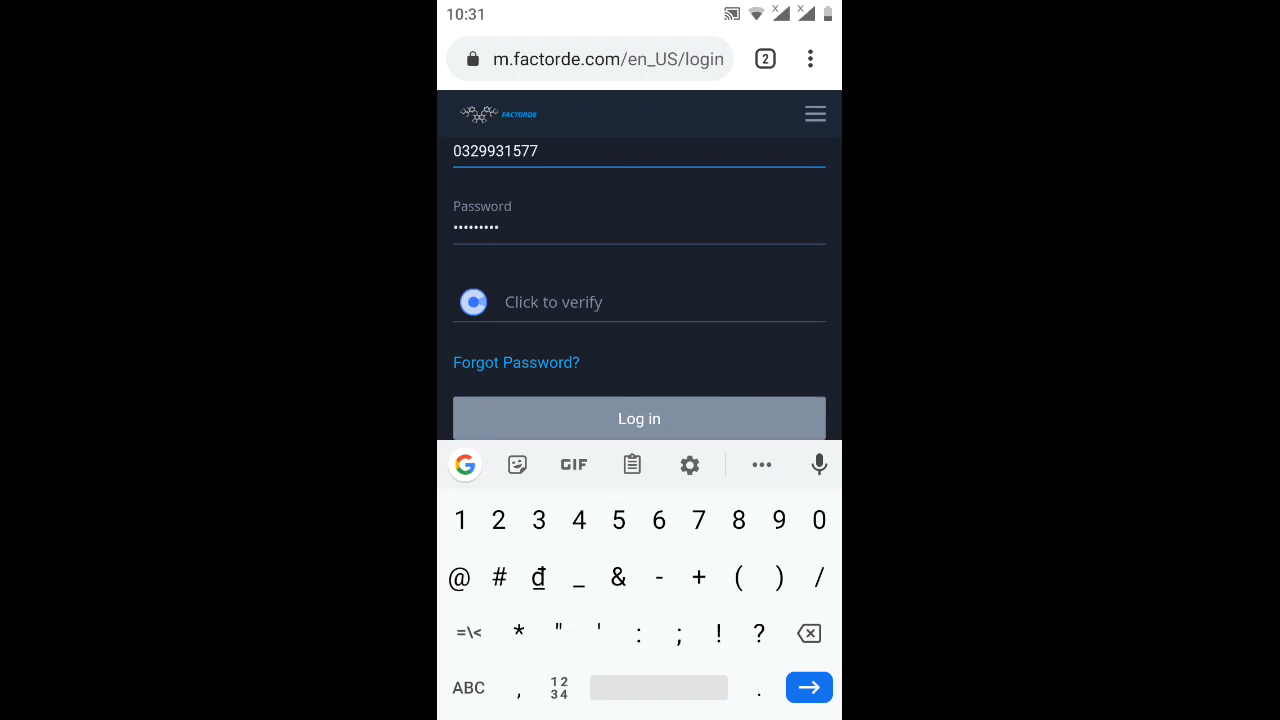 10:31
m.factorde.com/en_US/login
2
FACTORDE
0329931577
Password
•••••••••
Click to verify
Forgot Password?
Log in
G GIF
1 2 3 4 5 6 7 8 9 0
@ # ₫ _ & - + ( ) /
=\< * " ' : ; ! ?
ABC , 12 .
34